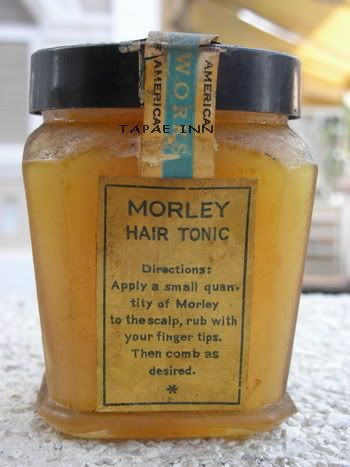 AMERICA
WORKS
AMERICA
TAPAE INN
MORLEY
HAIR TONIC
Directions:
Apply a small quan-
tity of Morley
to the scalp, rub with
your finger tips.
Then comb as
desired.
*